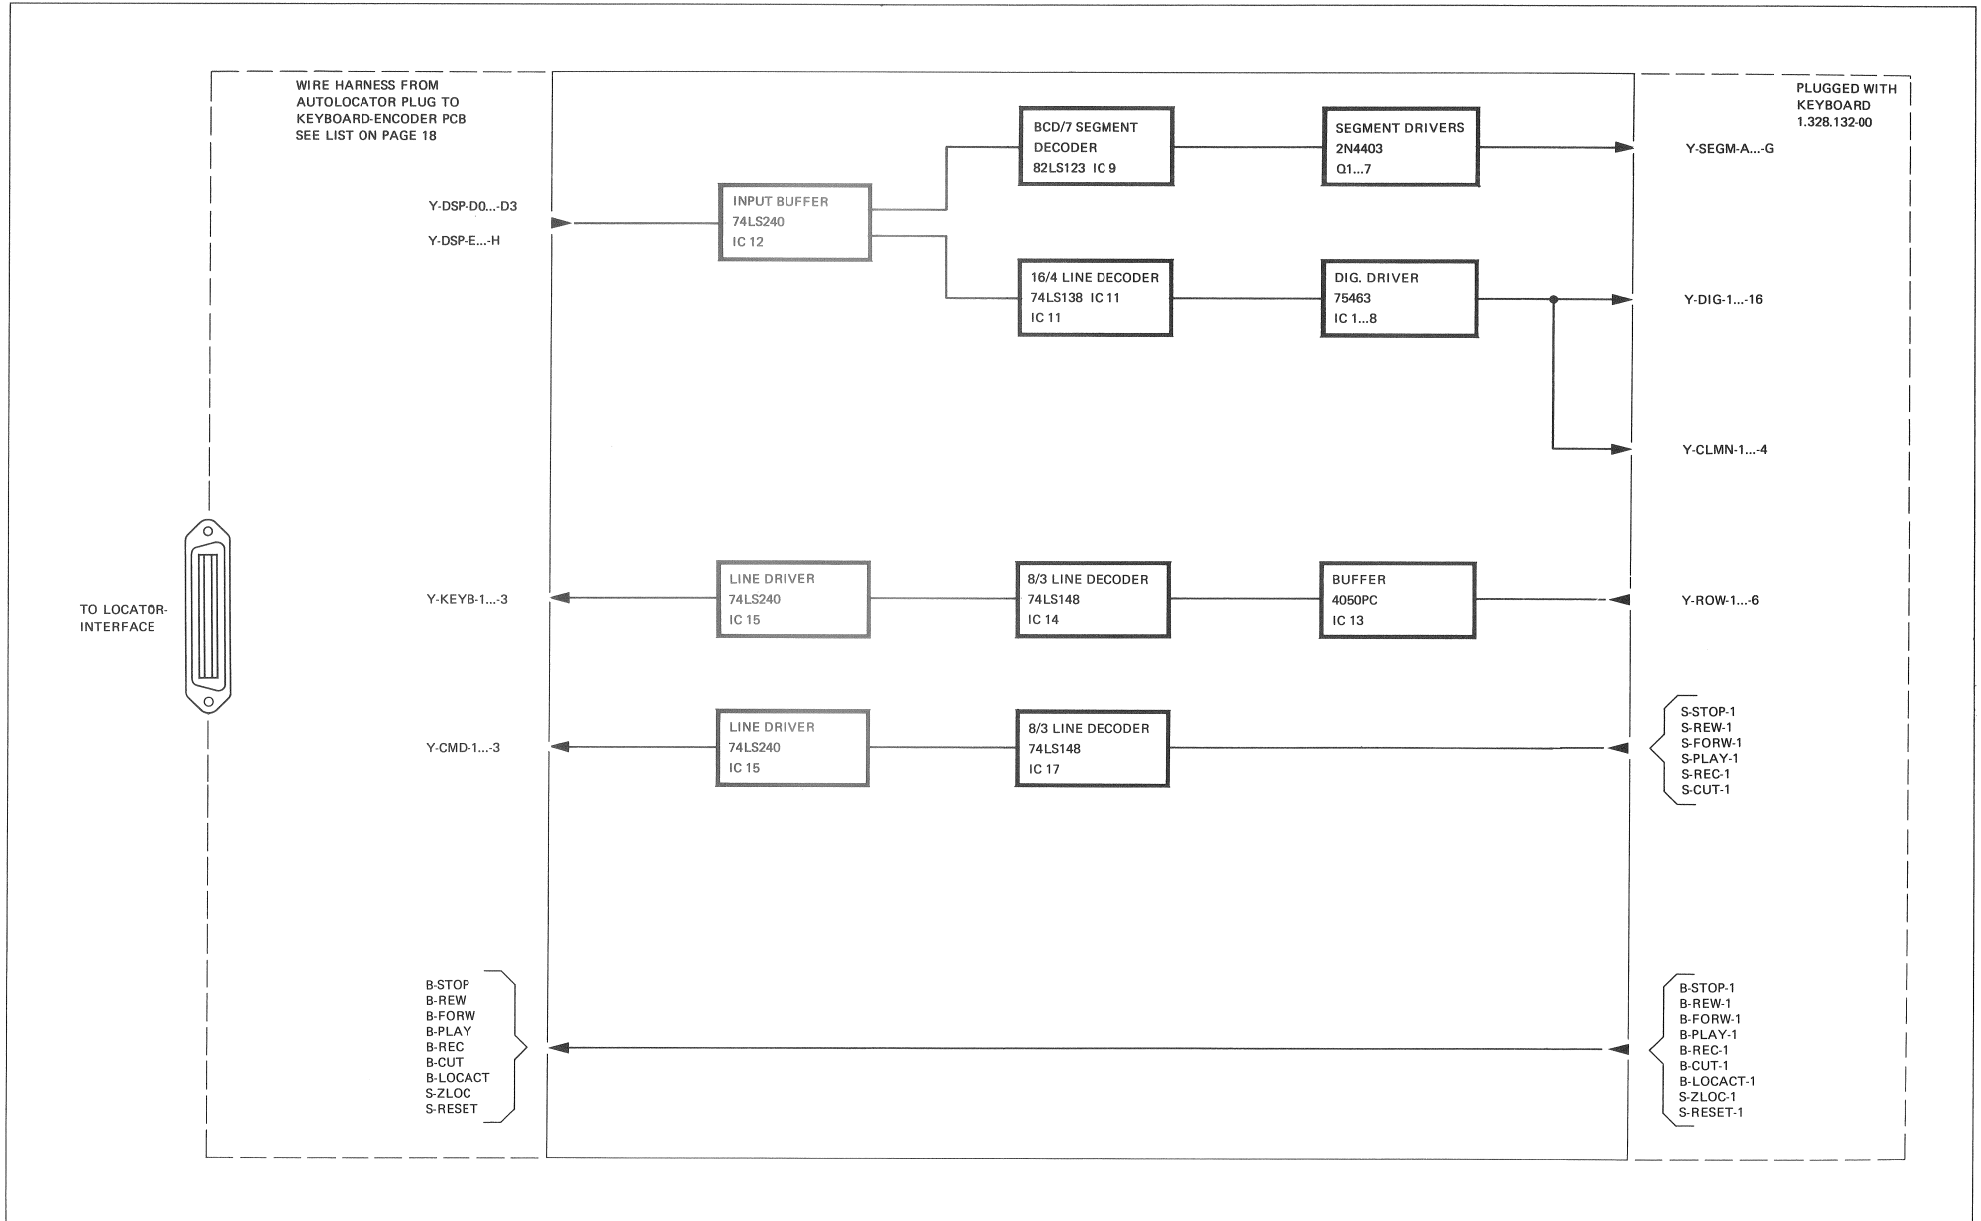 WIRE HARNESS FROM
AUTOLOCATOR PLUG TO
KEYBOARD-ENCODER PCB
SEE LIST ON PAGE 18
PLUGGED WITH
KEYBOARD
1.328.132-00
BCD/7 SEGMENT
DECODER
82LS123 IC 9
SEGMENT DRIVERS
2N4403
Q1...7
Y-SEGM-A...-G
Y-DSP-D0...-D3
Y-DSP-E...-H
INPUT BUFFER
74LS240
IC 12
16/4 LINE DECODER
74LS138 IC 11
IC 11
DIG. DRIVER
75463
IC 1...8
Y-DIG-1...-16
Y-CLMN-1...-4
TO LOCATOR-
INTERFACE
Y-KEYB-1...-3
LINE DRIVER
74LS240
IC 15
8/3 LINE DECODER
74LS148
IC 14
BUFFER
4050PC
IC 13
Y-ROW-1...-6
Y-CMD-1...-3
LINE DRIVER
74LS240
IC 15
8/3 LINE DECODER
74LS148
IC 17
S-STOP-1
S-REW-1
S-FORW-1
S-PLAY-1
S-REC-1
S-CUT-1
B-STOP
B-REW
B-FORW
B-PLAY
B-REC
B-CUT
B-LOCACT
S-ZLOC
S-RESET
B-STOP-1
B-REW-1
B-FORW-1
B-PLAY-1
B-REC-1
B-CUT-1
B-LOCACT-1
S-ZLOC-1
S-RESET-1